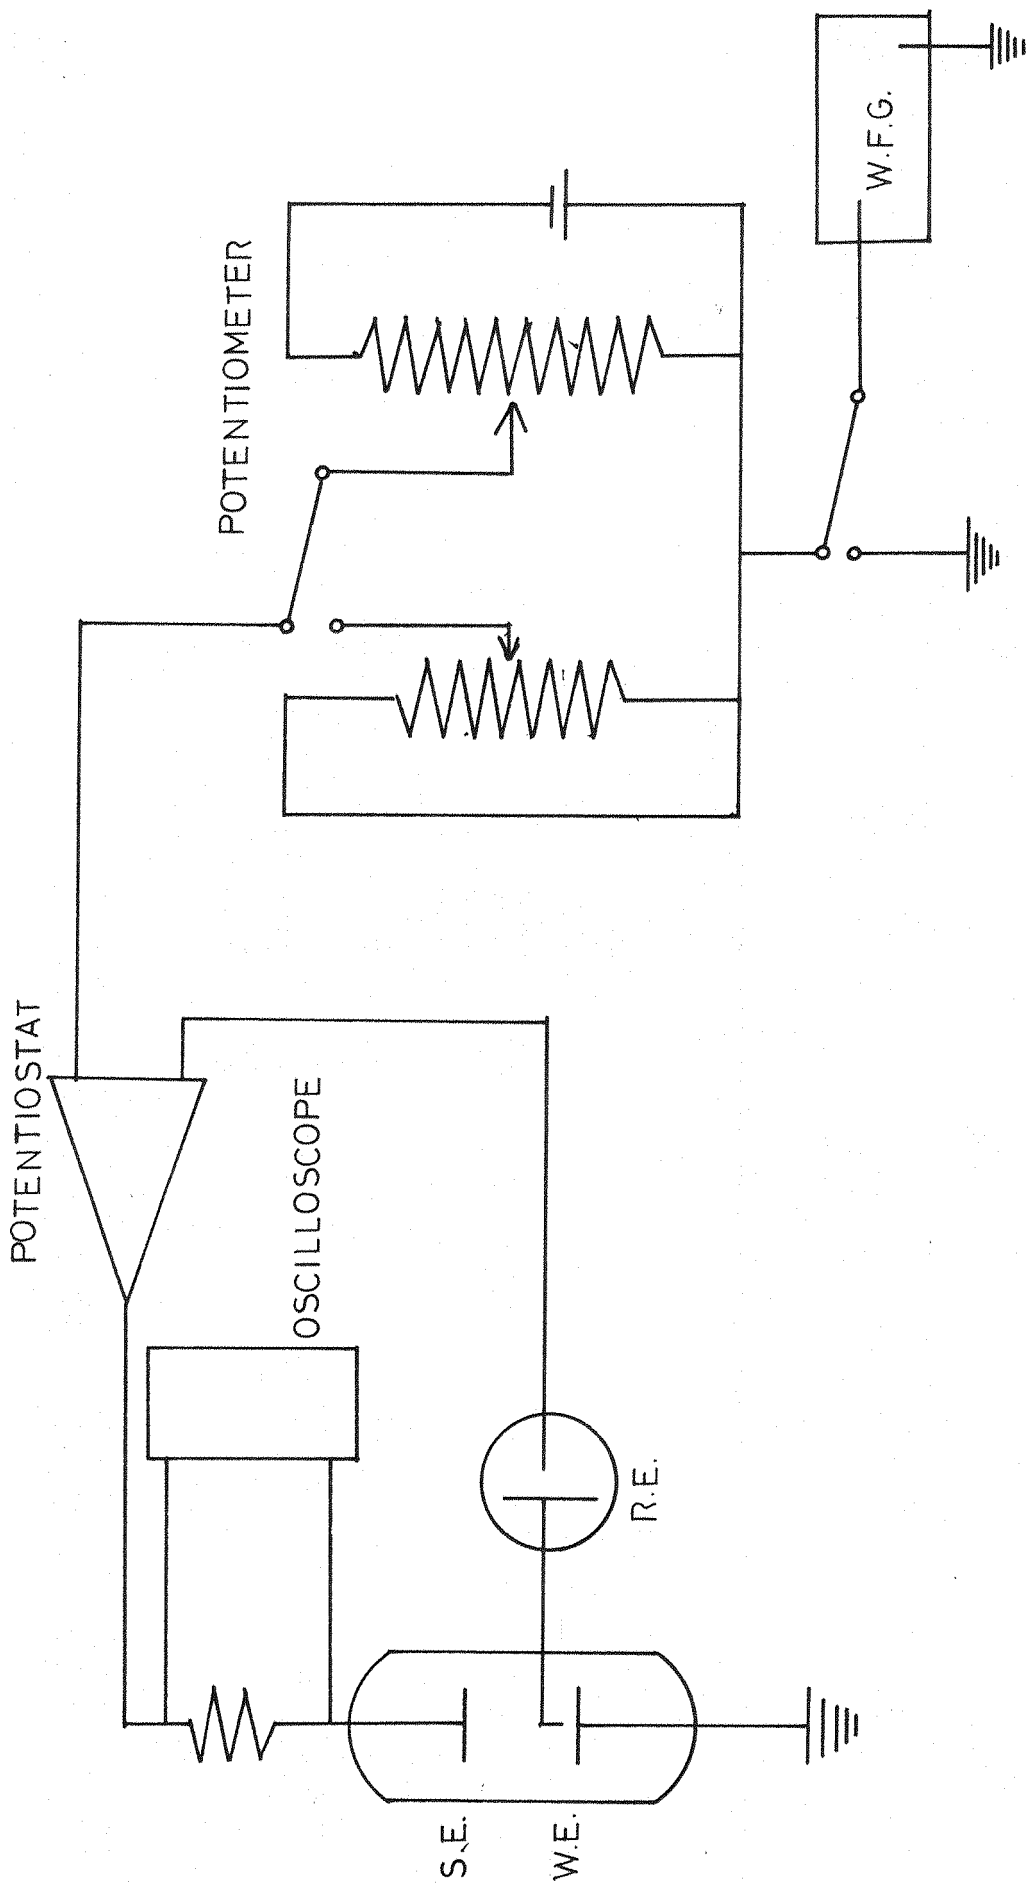 POTENTIOSTAT
OSCILLOSCOPE
POTENTIOMETER
W.F.G.
S.E.
W.E.
R.E.